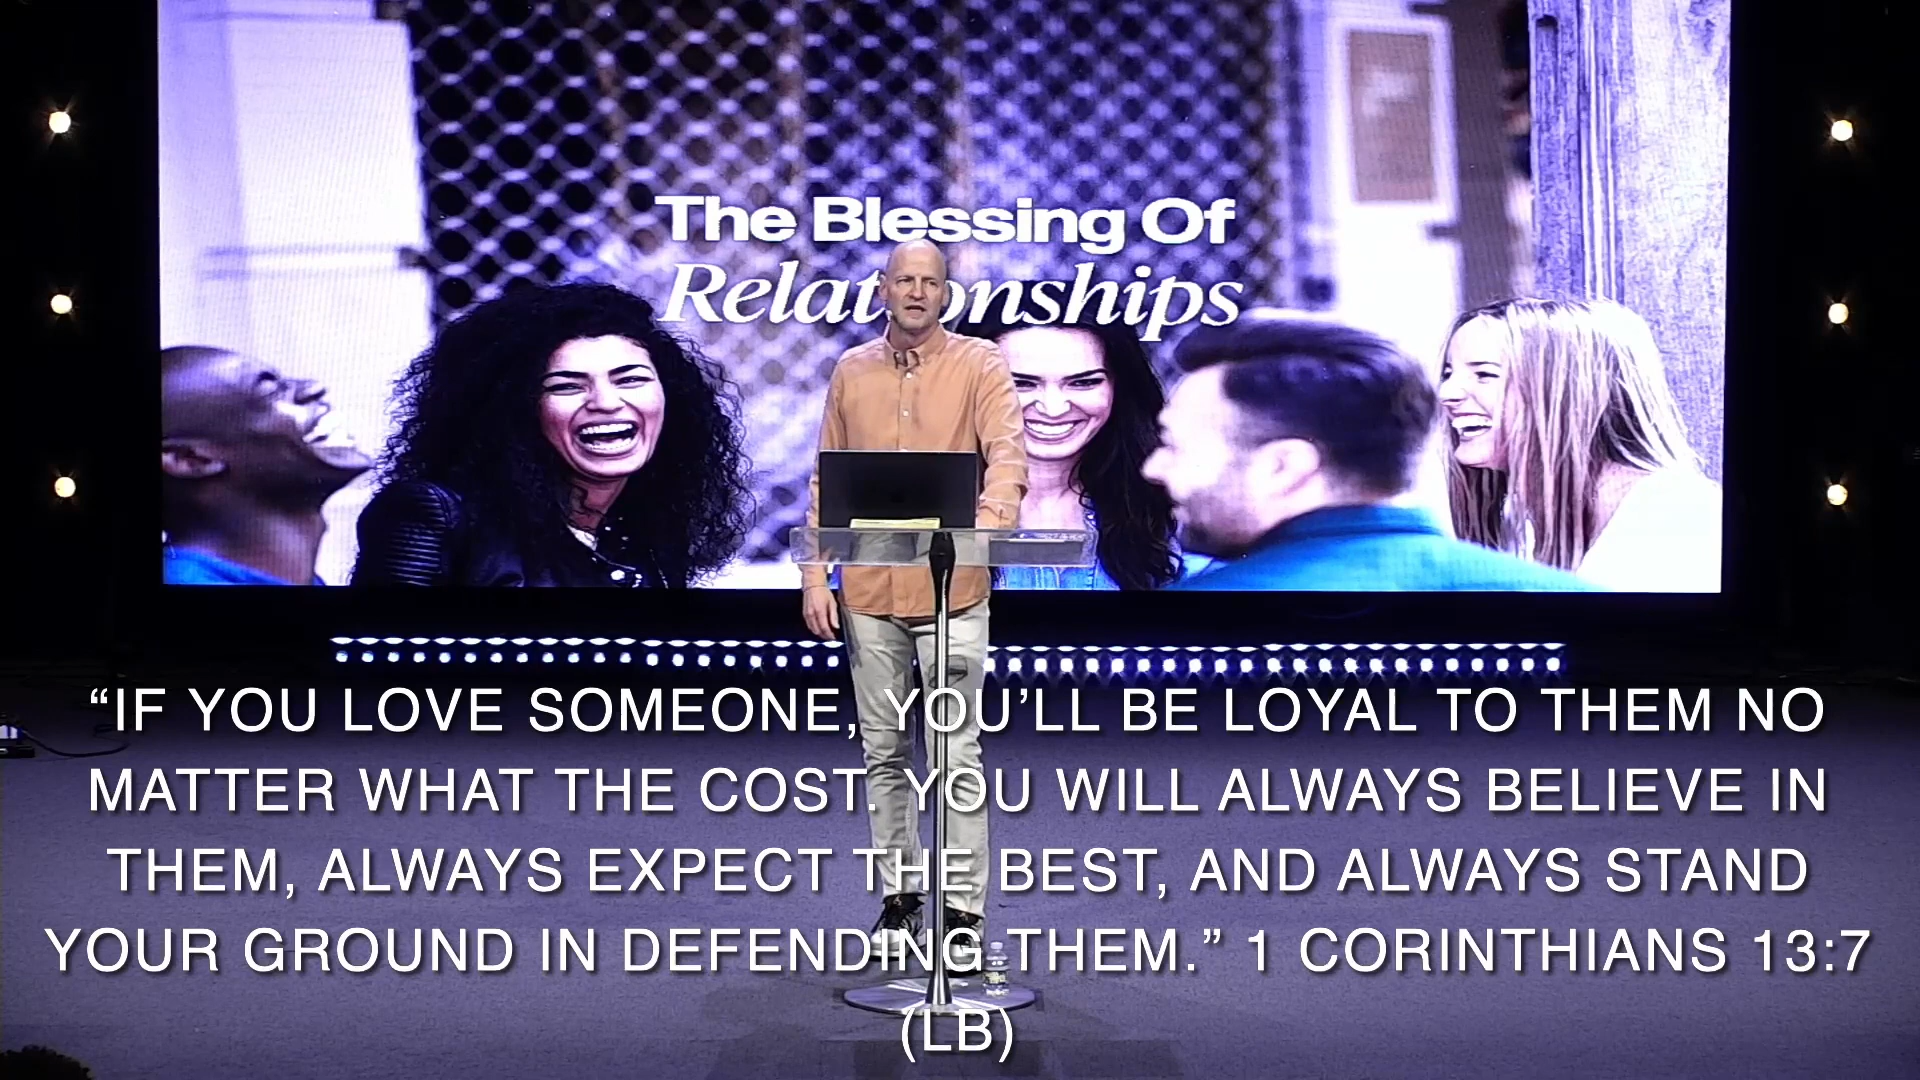 The Blessing Of
Relationships
“IF YOU LOVE SOMEONE, YOU’LL BE LOYAL TO THEM NO
MATTER WHAT THE COST. YOU WILL ALWAYS BELIEVE IN
THEM, ALWAYS EXPECT THE BEST, AND ALWAYS STAND
YOUR GROUND IN DEFENDING THEM.” 1 CORINTHIANS 13:7
(LB)